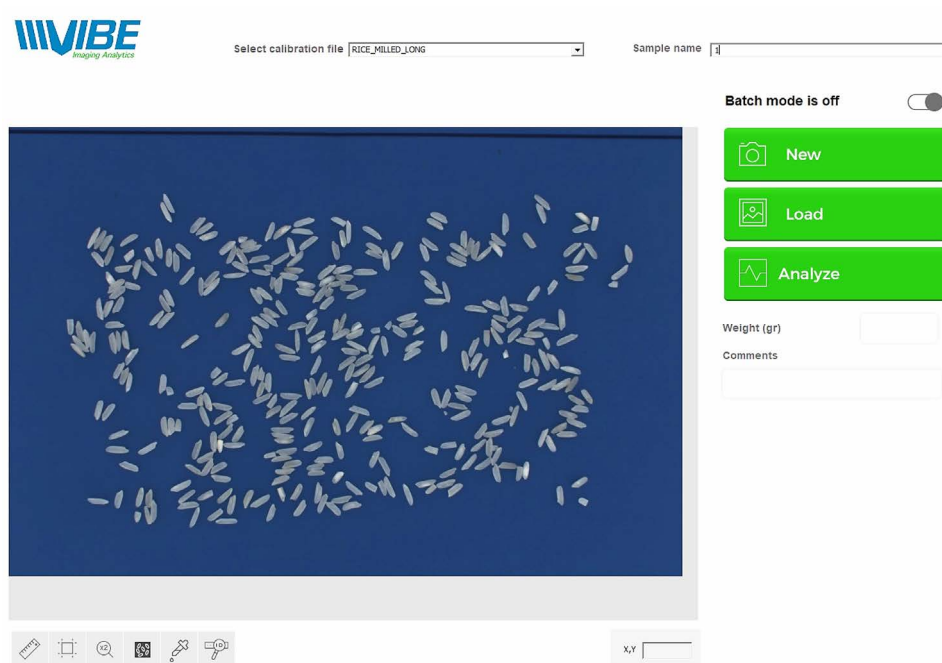 VIBE
Imaging Analytics
Select calibration file RICE_MILLED_LONG
Sample name 1
Batch mode is off
New
Load
Analyze
Weight (gr)
Comments
x2
X,Y